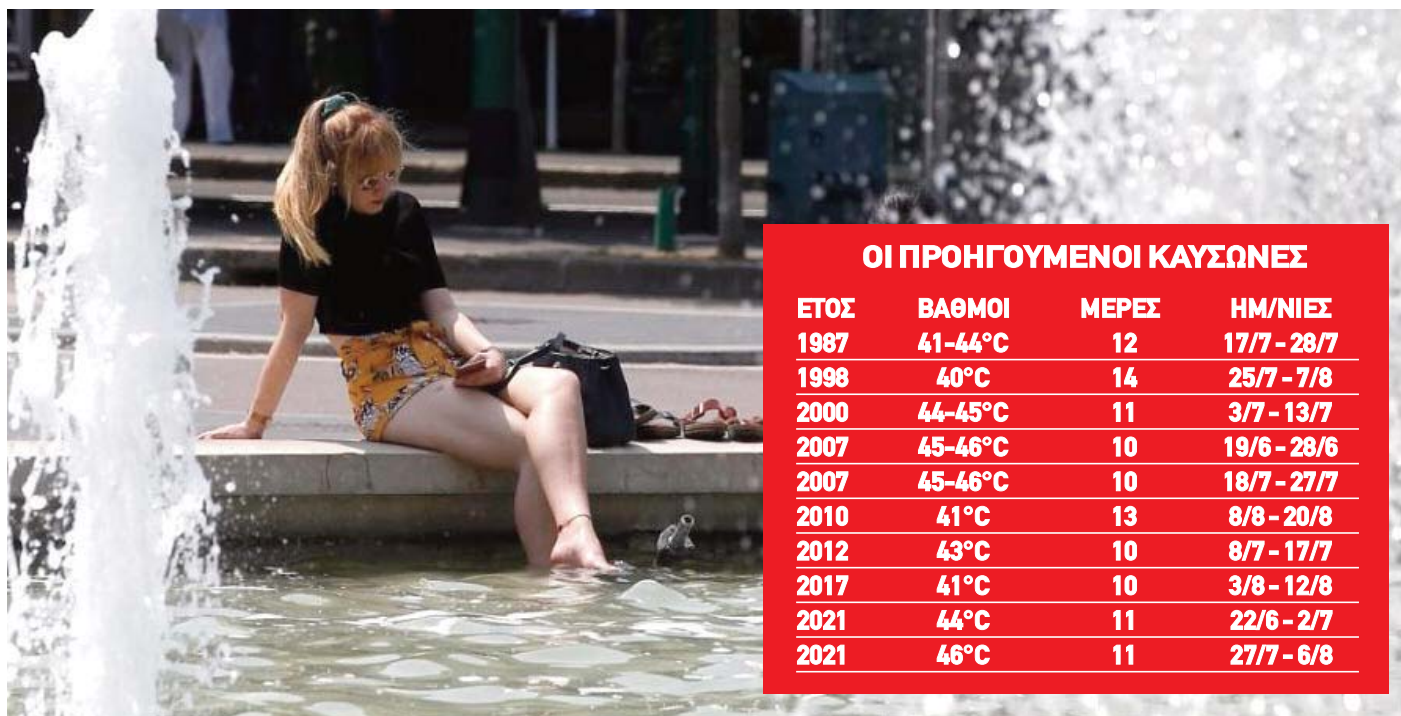 ΟΙ ΠΡΟΗΓΟΥΜΕΝΟΙ ΚΑΥΣΩΝΕΣ
ΕΤΟΣ ΒΑΘΜΟΙ ΜΕΡΕΣ ΗΜ/ΝΙΕΣ
1987 41-44°C 12 17/7 - 28/7
1998 40°C 14 25/7 - 7/8
2000 44-45°C 11 3/7 - 13/7
2007 45-46°C 10 19/6 - 28/6
2007 45-46°C 10 18/7 - 27/7
2010 41°C 13 8/8 - 20/8
2012 43°C 10 8/7 - 17/7
2017 41°C 10 3/8 - 12/8
2021 44°C 11 22/6 - 2/7
2021 46°C 11 27/7 - 6/8